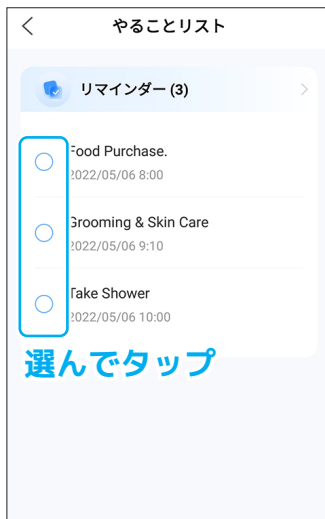 やることリスト
リマインダー (3)
Food Purchase.
2022/05/06 8:00
Grooming & Skin Care
2022/05/06 9:10
Take Shower
2022/05/06 10:00
選んでタップ